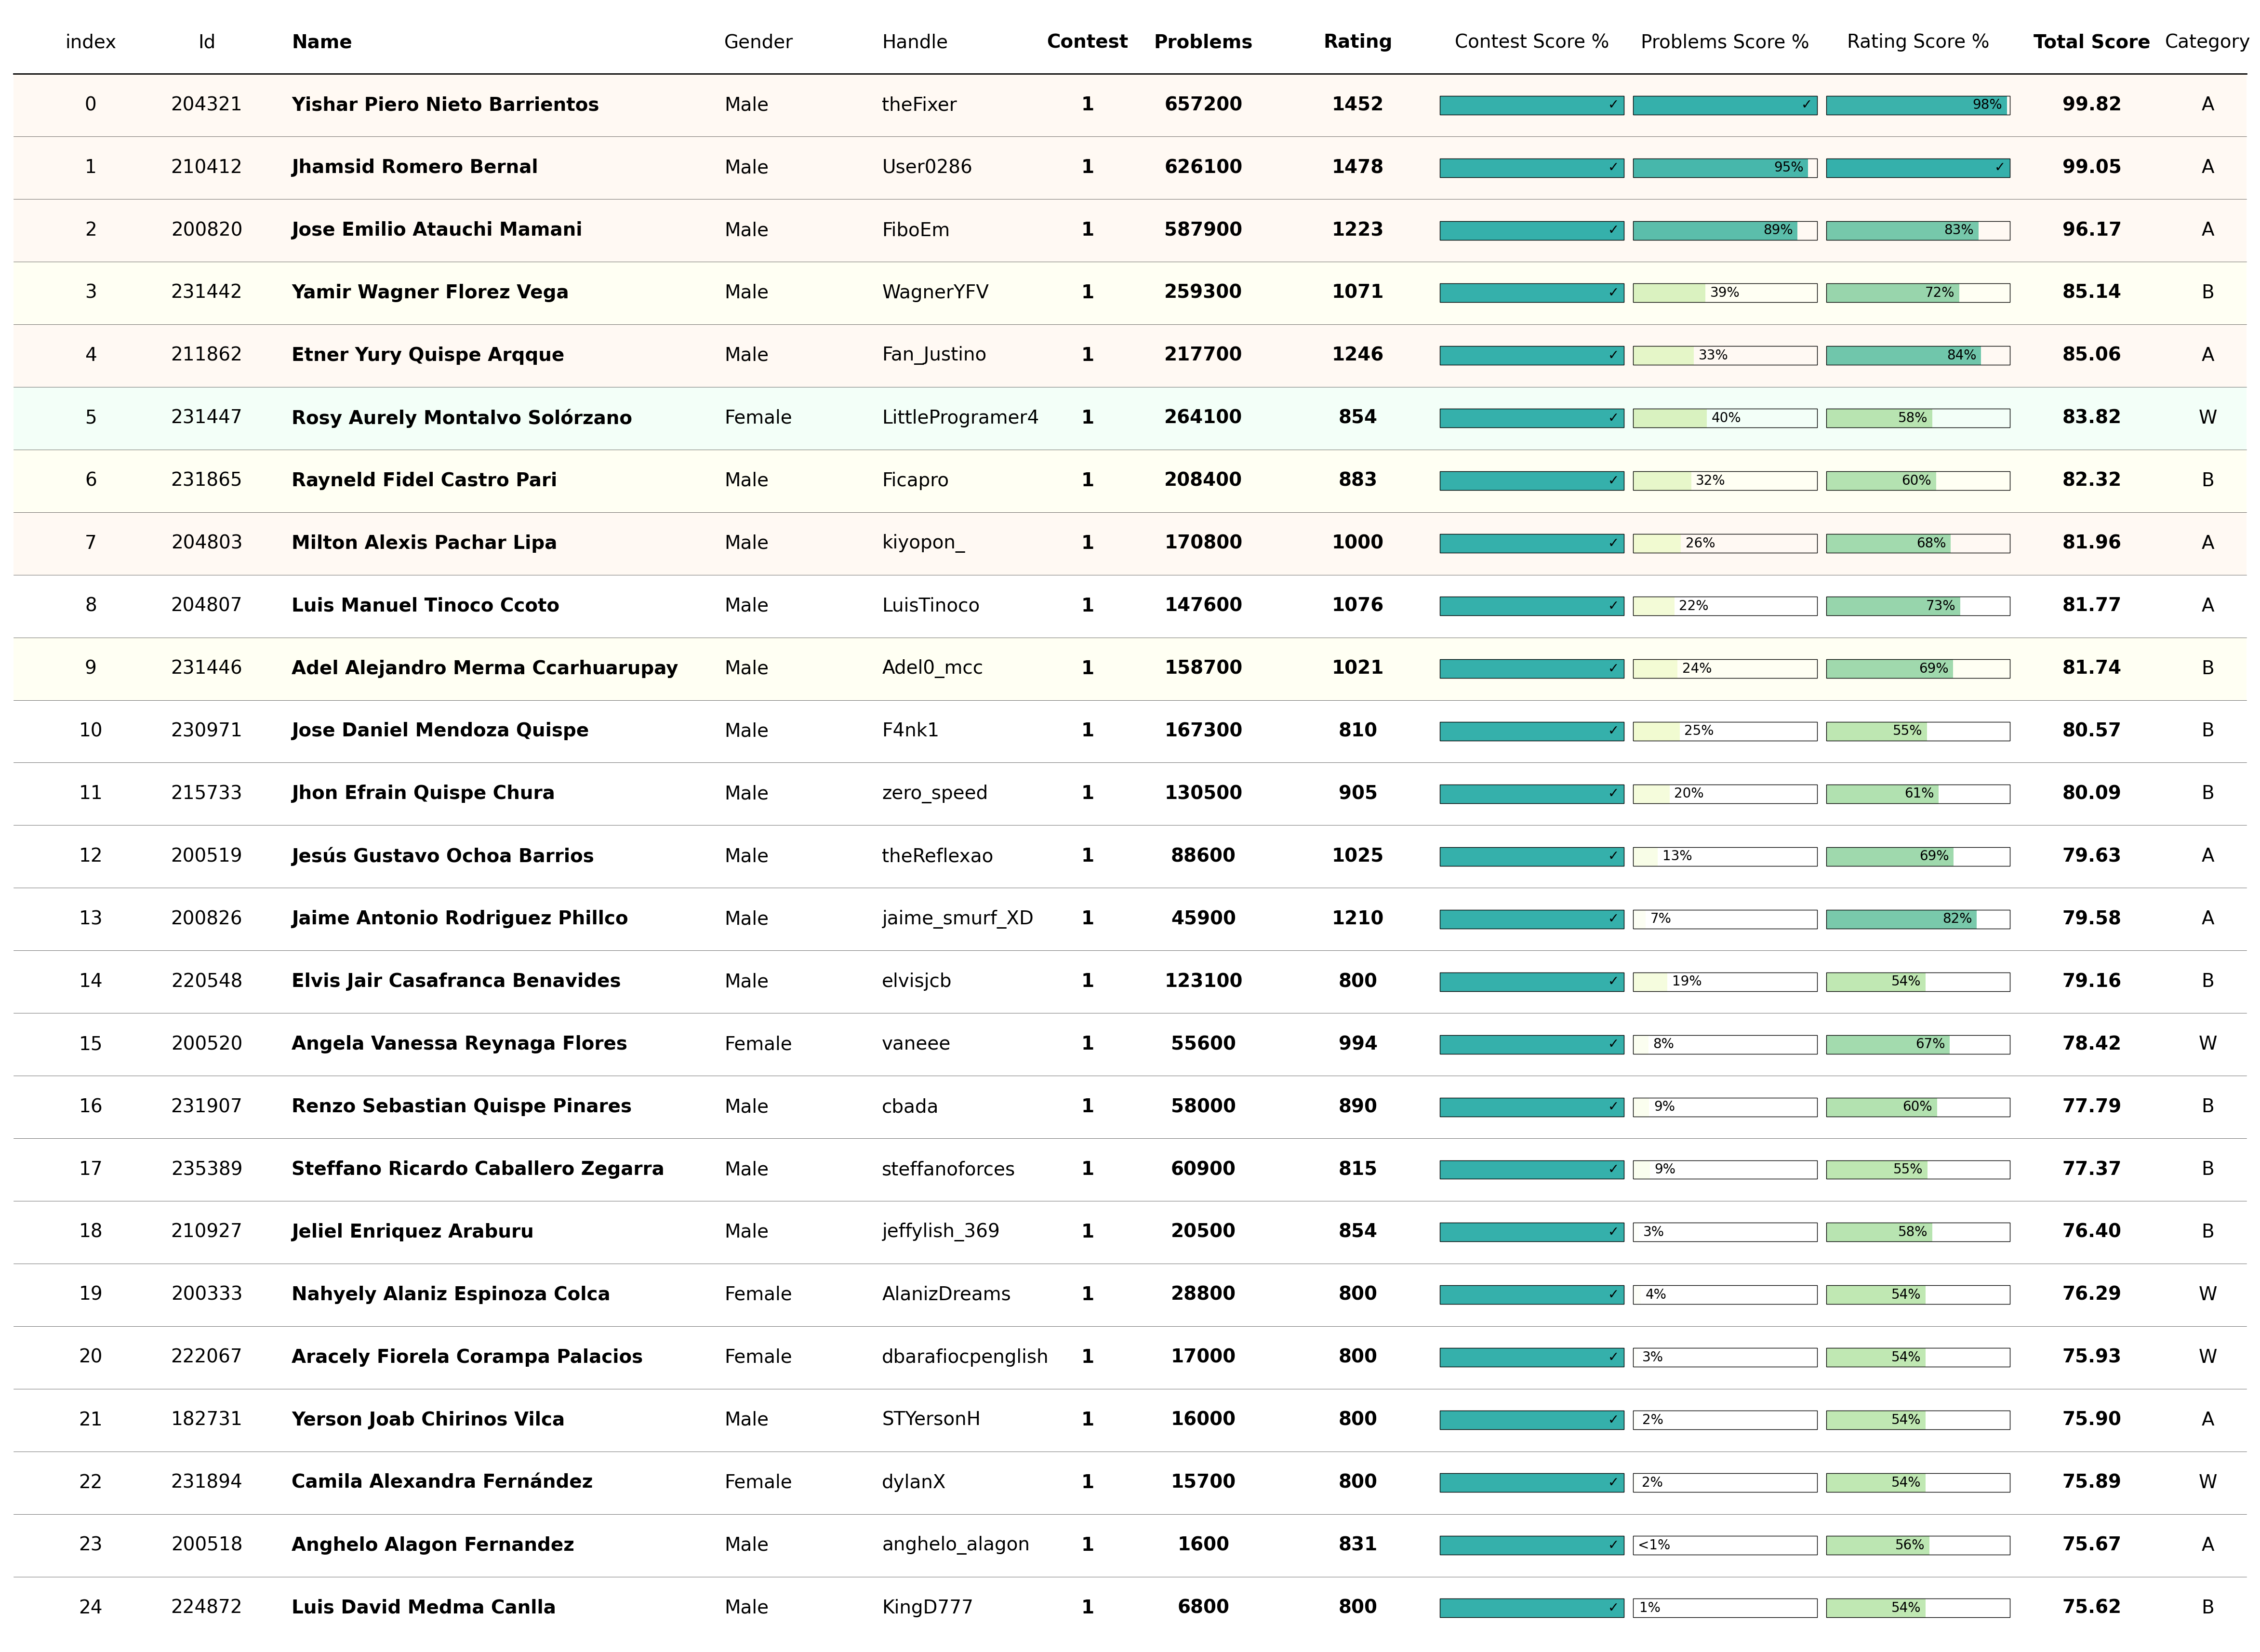 index Id Name Gender Handle Contest Problems Rating Contest Score % Problems Score % Rating Score % Total Score Category
0 204321 Yishar Piero Nieto Barrientos Male theFixer 1 657200 1452 ✓ ✓ 98% 99.82 A
1 210412 Jhamsid Romero Bernal Male User0286 1 626100 1478 ✓ 95% ✓ 99.05 A
2 200820 Jose Emilio Atauchi Mamani Male FiboEm 1 587900 1223 ✓ 89% 83% 96.17 A
3 231442 Yamir Wagner Florez Vega Male WagnerYFV 1 259300 1071 ✓ 39% 72% 85.14 B
4 211862 Etner Yury Quispe Arqque Male Fan_Justino 1 217700 1246 ✓ 33% 84% 85.06 A
5 231447 Rosy Aurely Montalvo Solórzano Female LittleProgramer4 1 264100 854 ✓ 40% 58% 83.82 W
6 231865 Rayneld Fidel Castro Pari Male Ficapro 1 208400 883 ✓ 32% 60% 82.32 B
7 204803 Milton Alexis Pachar Lipa Male kiyopon_ 1 170800 1000 ✓ 26% 68% 81.96 A
8 204807 Luis Manuel Tinoco Ccoto Male LuisTinoco 1 147600 1076 ✓ 22% 73% 81.77 A
9 231446 Adel Alejandro Merma Ccarhuarupay Male Adel0_mcc 1 158700 1021 ✓ 24% 69% 81.74 B
10 230971 Jose Daniel Mendoza Quispe Male F4nk1 1 167300 810 ✓ 25% 55% 80.57 B
11 215733 Jhon Efrain Quispe Chura Male zero_speed 1 130500 905 ✓ 20% 61% 80.09 B
12 200519 Jesús Gustavo Ochoa Barrios Male theReflexao 1 88600 1025 ✓ 13% 69% 79.63 A
13 200826 Jaime Antonio Rodriguez Phillco Male jaime_smurf_XD 1 45900 1210 ✓ 7% 82% 79.58 A
14 220548 Elvis Jair Casafranca Benavides Male elvisjcb 1 123100 800 ✓ 19% 54% 79.16 B
15 200520 Angela Vanessa Reynaga Flores Female vaneee 1 55600 994 ✓ 8% 67% 78.42 W
16 231907 Renzo Sebastian Quispe Pinares Male cbada 1 58000 890 ✓ 9% 60% 77.79 B
17 235389 Steffano Ricardo Caballero Zegarra Male steffanoforces 1 60900 815 ✓ 9% 55% 77.37 B
18 210927 Jeliel Enriquez Araburu Male jeffylish_369 1 20500 854 ✓ 3% 58% 76.40 B
19 200333 Nahyely Alaniz Espinoza Colca Female AlanizDreams 1 28800 800 ✓ 4% 54% 76.29 W
20 222067 Aracely Fiorela Corampa Palacios Female dbarafiocpenglish 1 17000 800 ✓ 3% 54% 75.93 W
21 182731 Yerson Joab Chirinos Vilca Male STYersonH 1 16000 800 ✓ 2% 54% 75.90 A
22 231894 Camila Alexandra Fernández Female dylanX 1 15700 800 ✓ 2% 54% 75.89 W
23 200518 Anghelo Alagon Fernandez Male anghelo_alagon 1 1600 831 ✓ <1% 56% 75.67 A
24 224872 Luis David Medma Canlla Male KingD777 1 6800 800 ✓ 1% 54% 75.62 B